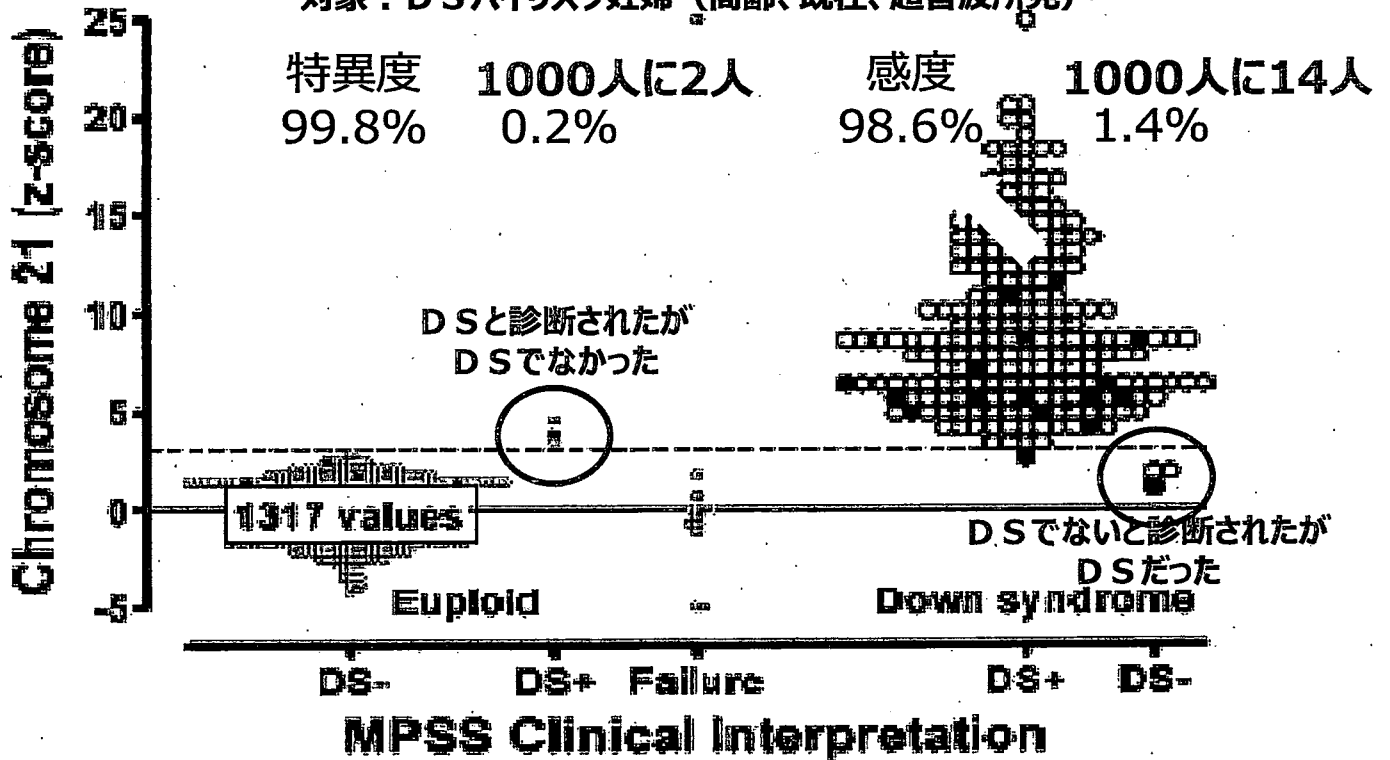 特異度
99.8%
1000人に2人
0.2%
感度
98.6%
1000人に14人
1.4%
Chromosome 21 (z-score)
25
20
15
10
5
0
-5
DSと診断されたが
DSでなかった
1317 values
DSでないと診断されたが
DSだった
Euploid
Down syndrome
DS-
DS+
Failure
DS+
DS-
MPSS Clinical Interpretation